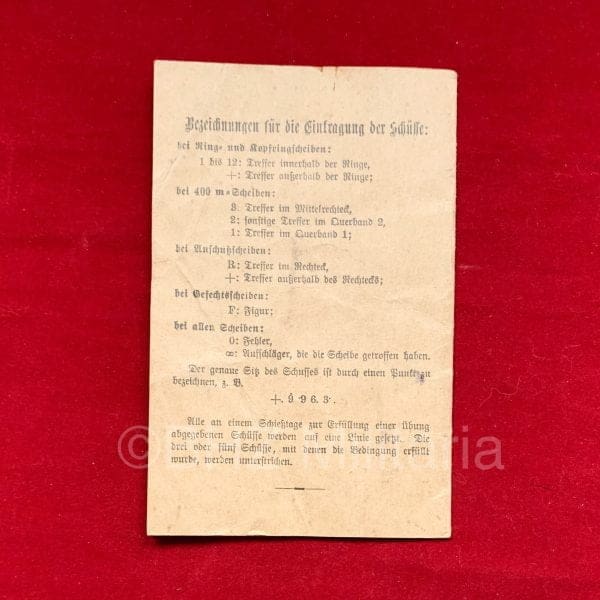 Bezeichnungen für die Eintragung der Schüsse:
bei Ring- und Kopfringscheiben:
1 bis 12: Treffer innerhalb der Ringe,
+: Treffer außerhalb der Ringe;
bei 400 m-Scheiben:
3. Treffer im Mittelrechteck,
2: sonstige Treffer im Querband 2,
1: Treffer im Querband 1;
bei Anschußscheiben:
R: Treffer im Rechteck,
+: Treffer außerhalb des Rechtecks;
bei Gefechtsscheiben:
F: Figur;
bei allen Scheiben:
0: Fehler,
∞: Aufschläger, die die Scheibe getroffen haben.
Der genaue Sitz des Schusses ist durch einen Punkt zu
bezeichnen, z. B.
+. 9 9 6. 3.
Alle an einem Schießtage zur Erfüllung einer Übung
abgegebenen Schüsse werden auf eine Linie gesetzt. Die
drei oder fünf Schüsse, mit denen die Bedingung erfüllt
wurde, werden unterstrichen.